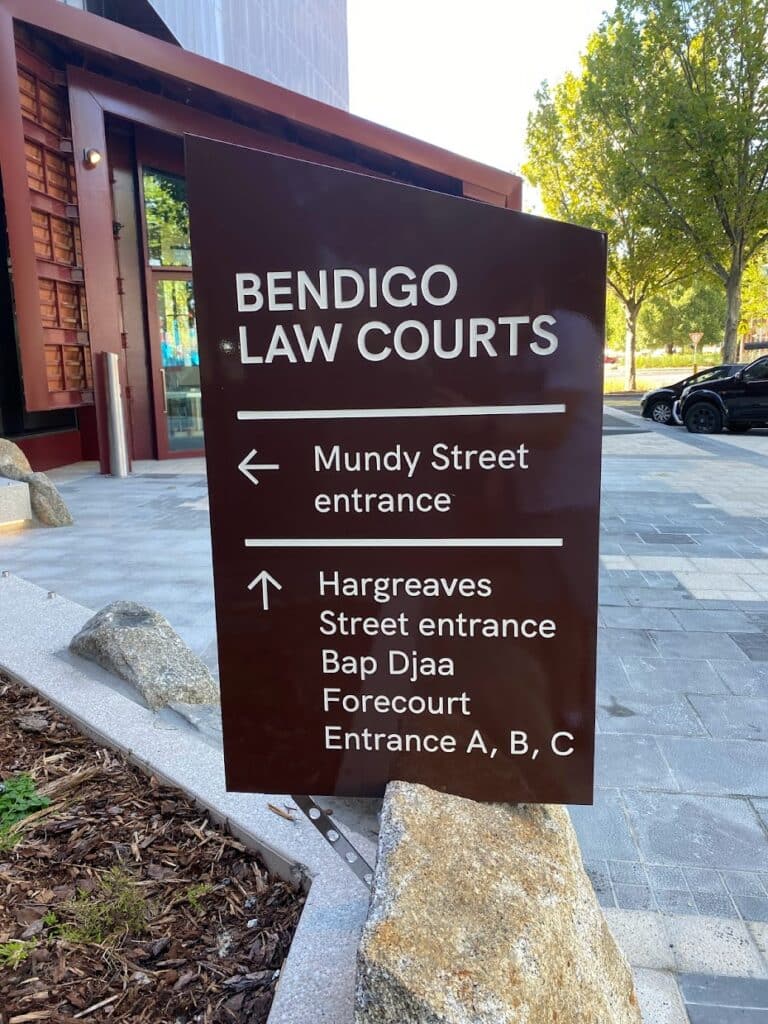 BENDIGO
LAW COURTS
← Mundy Street
entrance
↑ Hargreaves
Street entrance
Bap Djaa
Forecourt
Entrance A, B, C